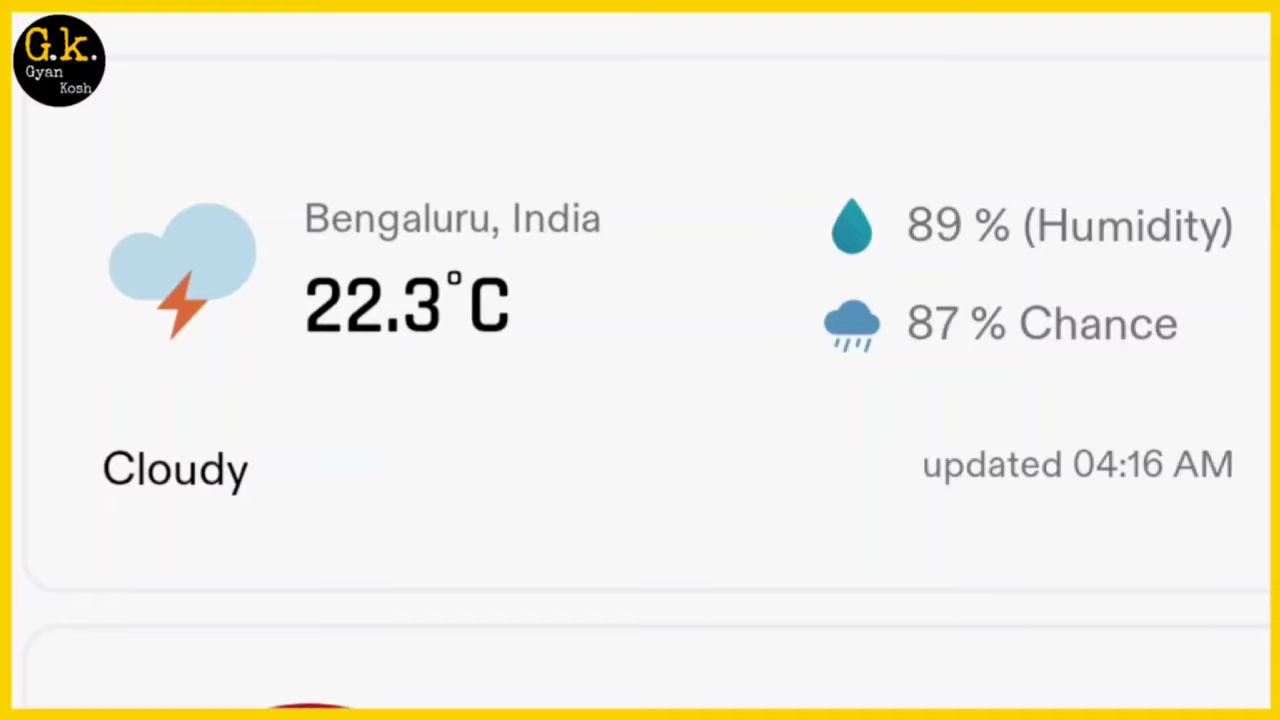 G.k.
Gyan
Kosh
Bengaluru, India
22.3°C
89 % (Humidity)
87 % Chance
Cloudy
updated 04:16 AM